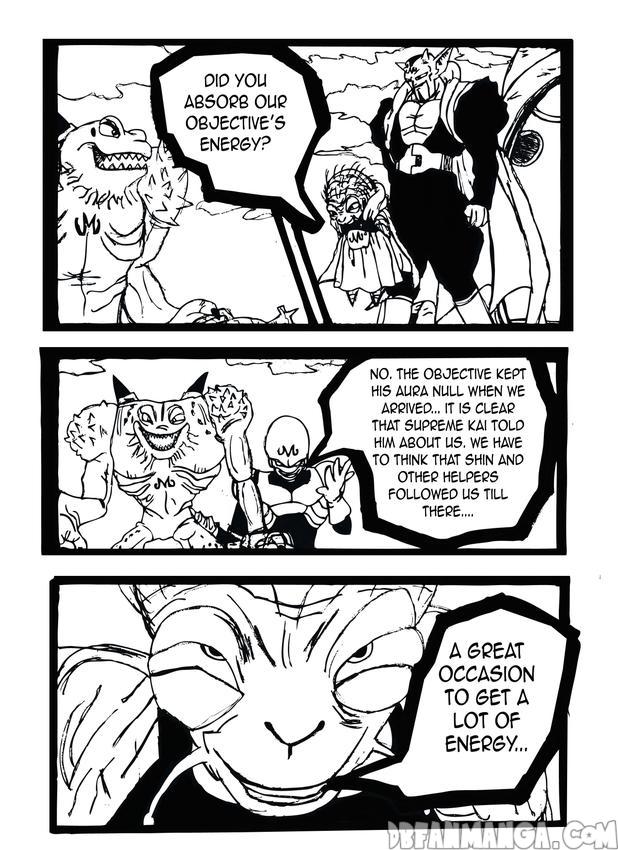 DID YOU
ABSORB OUR
OBJECTIVE'S
ENERGY?
M
M
M
M
NO. THE OBJECTIVE KEPT
HIS AURA NULL WHEN WE
ARRIVED... IT IS CLEAR
THAT SUPREME KAI TOLD
HIM ABOUT US. WE HAVE
TO THINK THAT SHIN AND
OTHER HELPERS
FOLLOWED US TILL
THERE....
A GREAT
OCCASION
TO GET A
LOT OF
ENERGY...
DBFANMANGA.COM